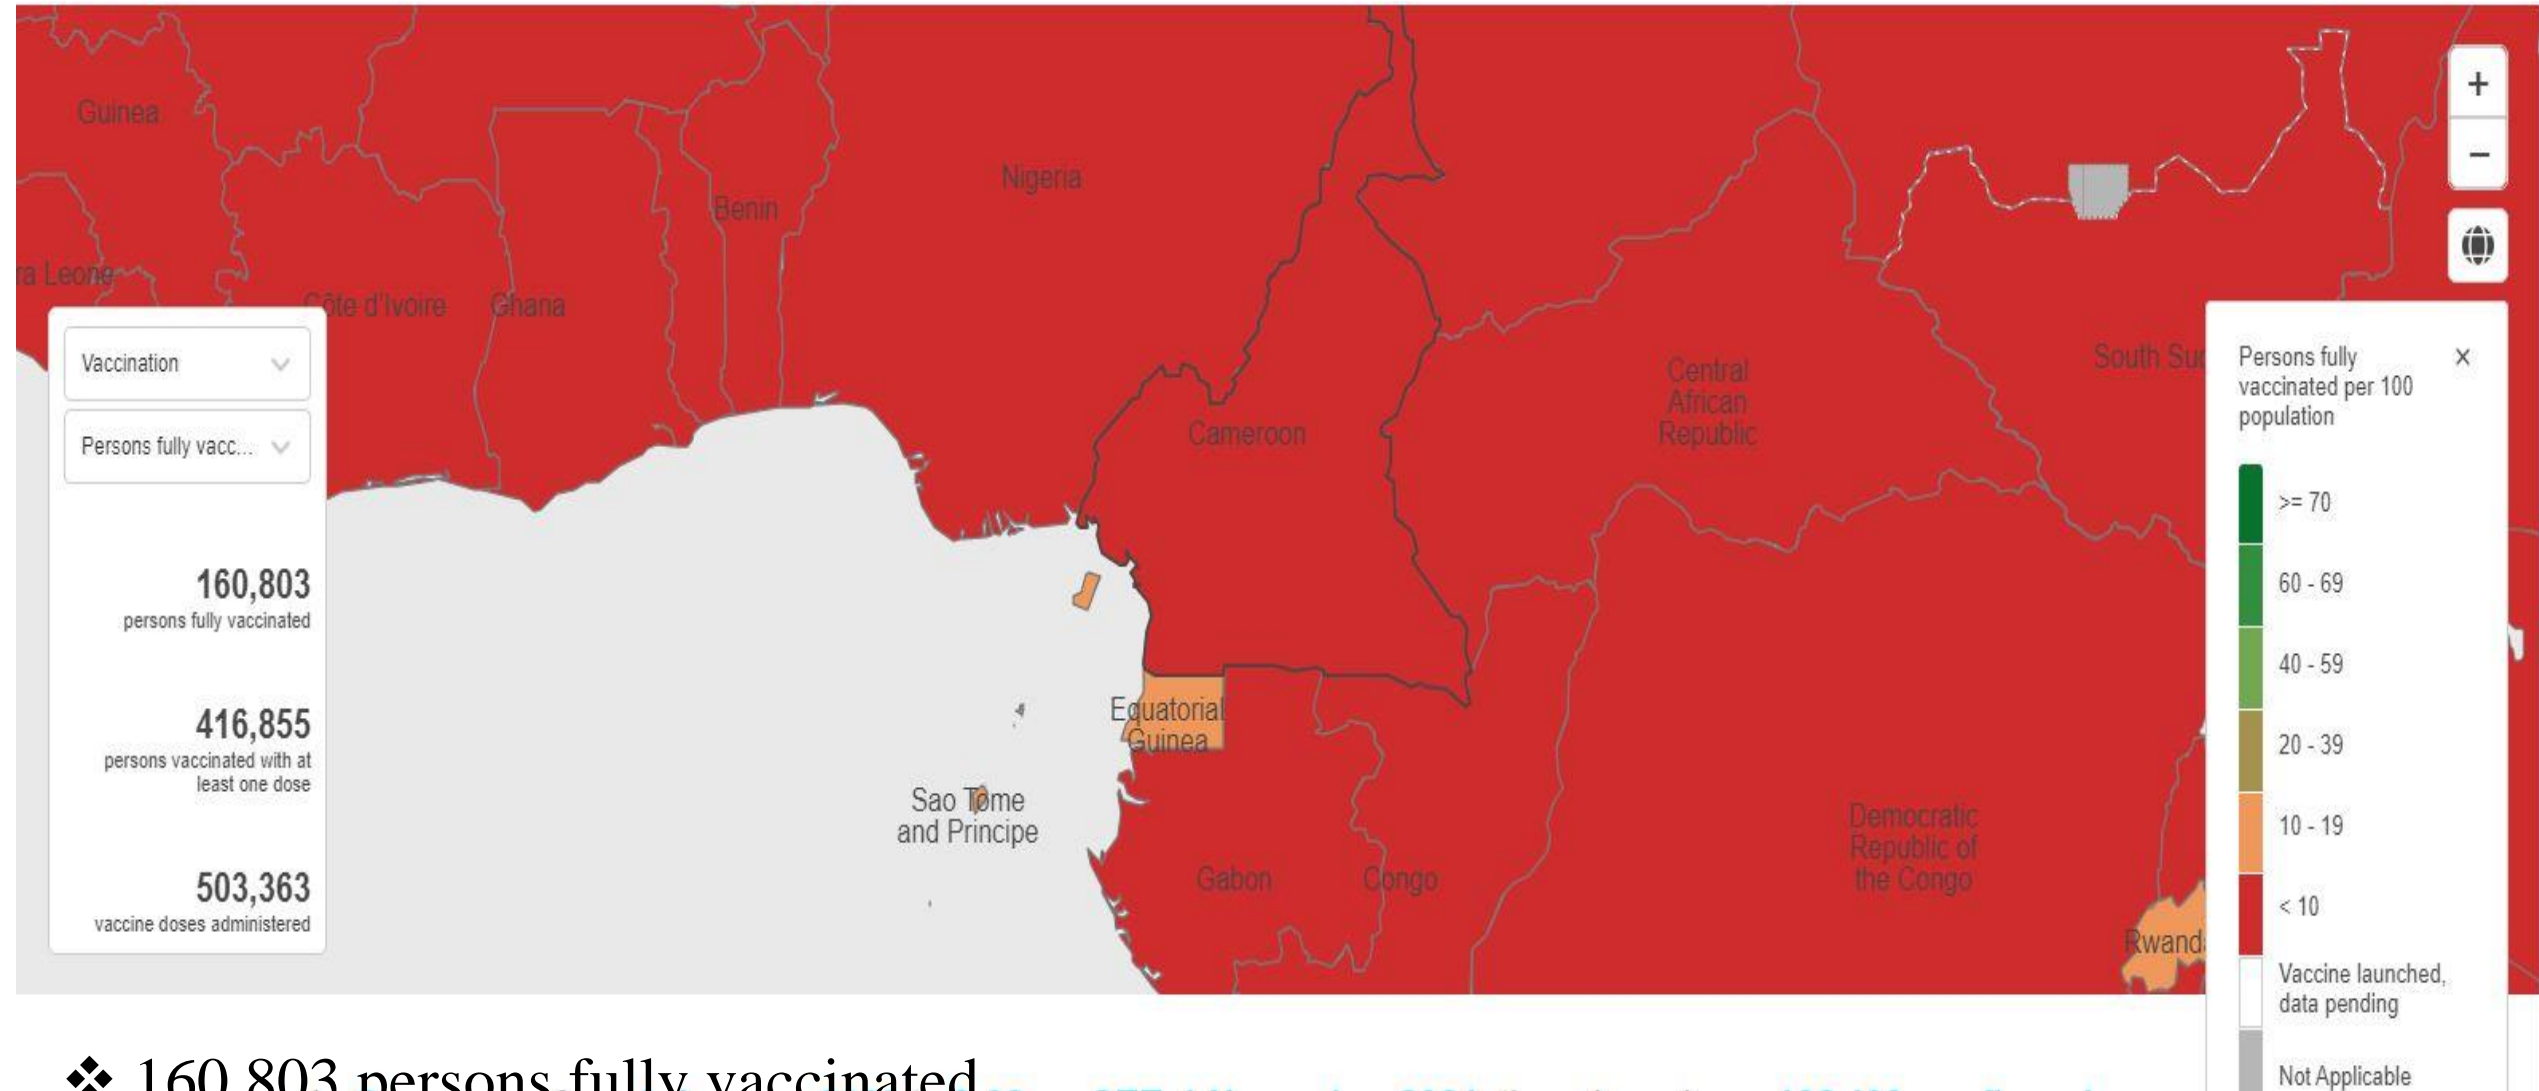 Guinea
Nigeria
Benin
ra Leone
Côte d'Ivoire
Ghana
Cameroon
Central
African
Republic
South Suc
Equatorial
Guinea
Sao Tome
and Principe
Gabon
Congo
Democratic
Republic of
the Congo
Rwand
+
−
Vaccination
Persons fully vacc...
160,803
persons fully vaccinated
416,855
persons vaccinated with at
least one dose
503,363
vaccine doses administered
Persons fully
vaccinated per 100
population
×
>= 70
60 - 69
40 - 59
20 - 39
10 - 19
< 10
Vaccine launched,
data pending
Not Applicable
❖ 160 803 persons fully vaccinated